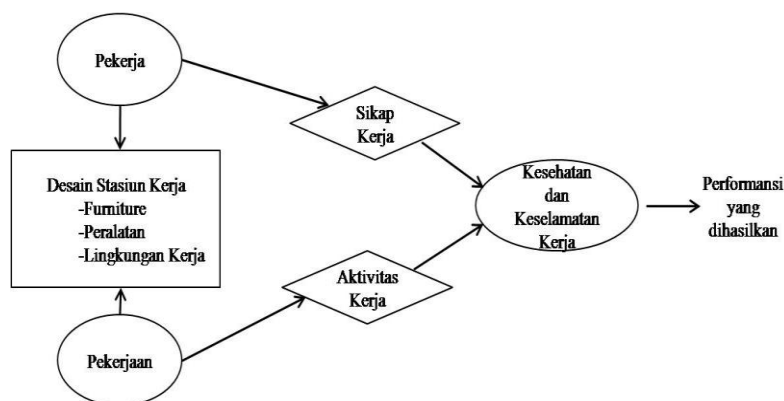 Pekerja
Sikap
Kerja
Desain Stasiun Kerja
-Furniture
-Peralatan
-Lingkungan Kerja
Kesehatan
dan
Keselamatan
Kerja
Performansi
yang
dihasilkan
Aktivitas
Kerja
Pekerjaan